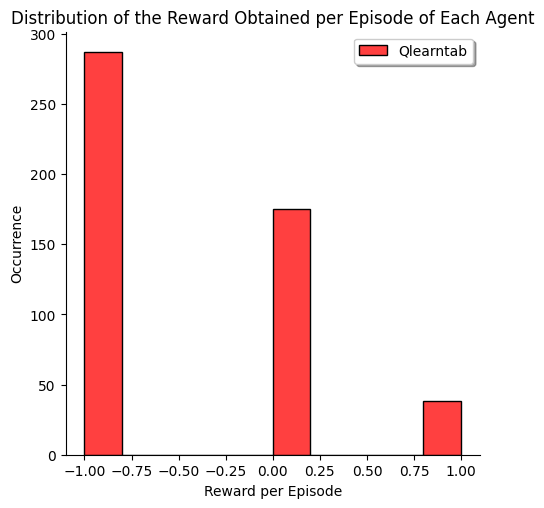 Distribution of the Reward Obtained per Episode of Each Agent
Qlearntab
300
250
200
150
100
50
0
Occurrence
−1.00 −0.75 −0.50 −0.25 0.00 0.25 0.50 0.75 1.00
Reward per Episode